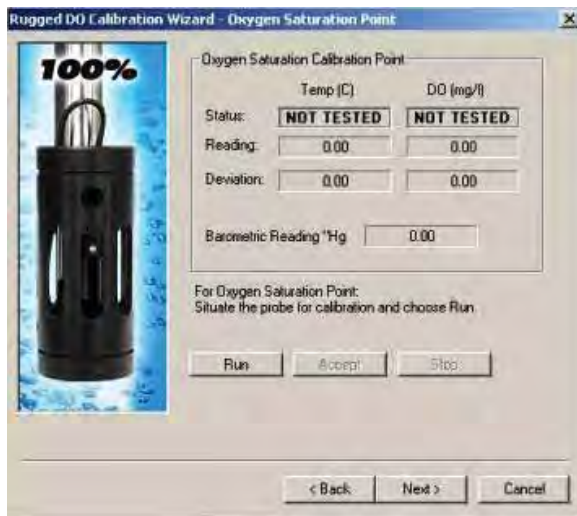 Rugged DO Calibration Wizard - Oxygen Saturation Point
100%
Oxygen Saturation Calibration Point
Temp (C) DO (mg/l)
Status: NOT TESTED NOT TESTED
Reading: 0.00 0.00
Deviation: 0.00 0.00
Barometric Reading "Hg 0.00
For Oxygen Saturation Point:
Situate the probe for calibration and choose Run
Run Accept Stop
< Back Next > Cancel